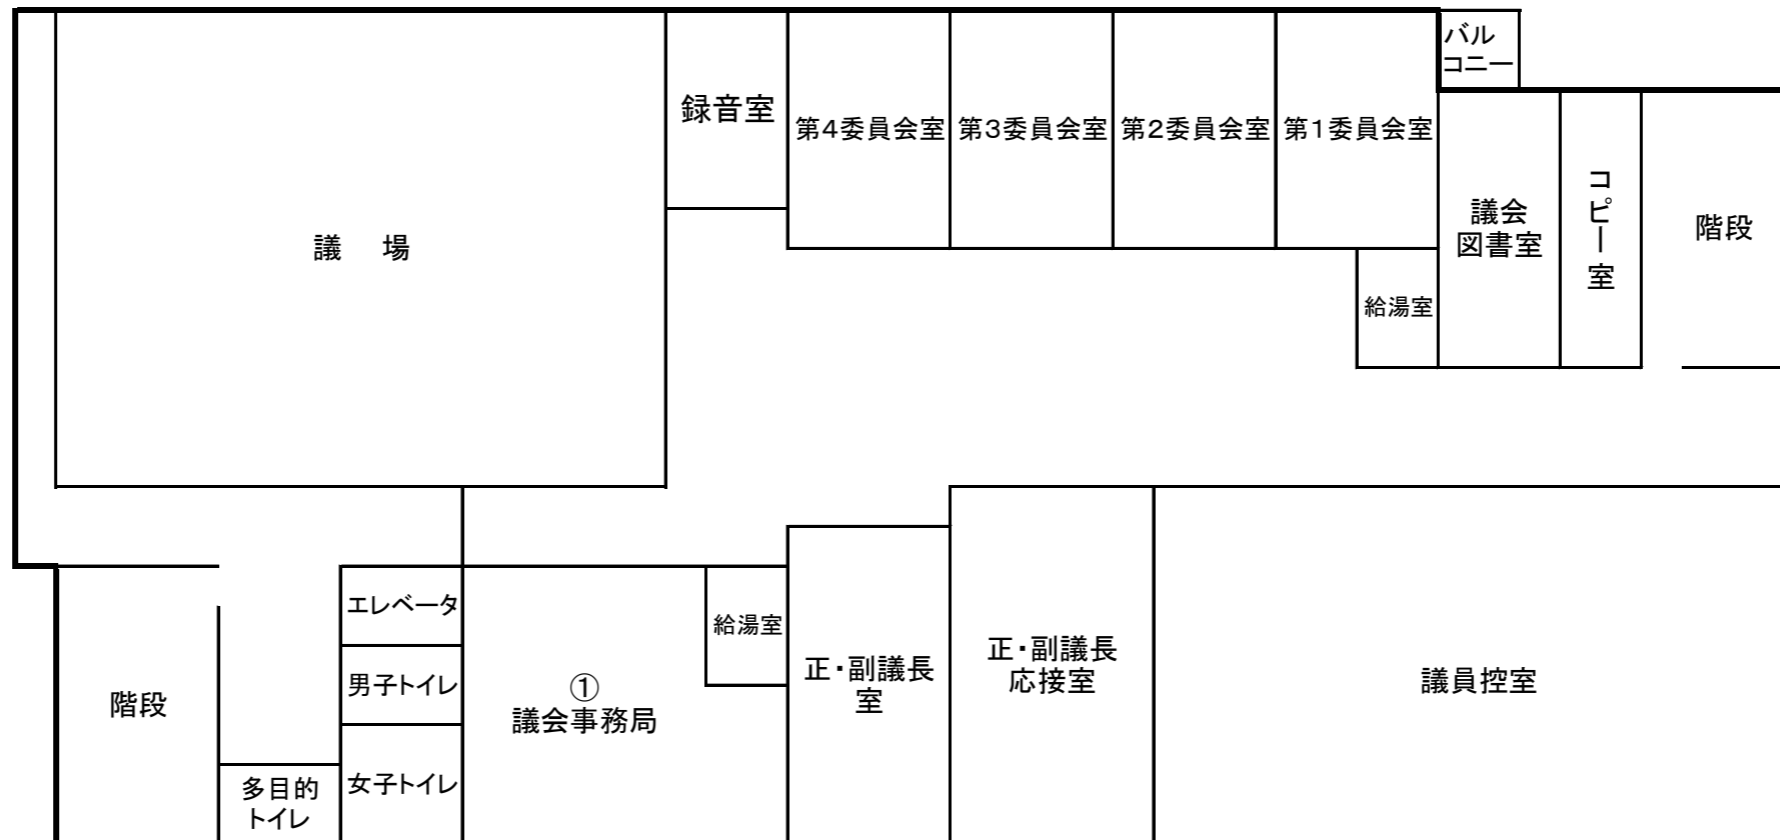 バル
コニー
録音室
第4委員会室
第3委員会室
第2委員会室
第1委員会室
議 場
議会
図書室
コピー室
階段
給湯室
エレベータ
給湯室
男子トイレ
①
議会事務局
正・副議長
室
正・副議長
応接室
議員控室
階段
女子トイレ
多目的
トイレ